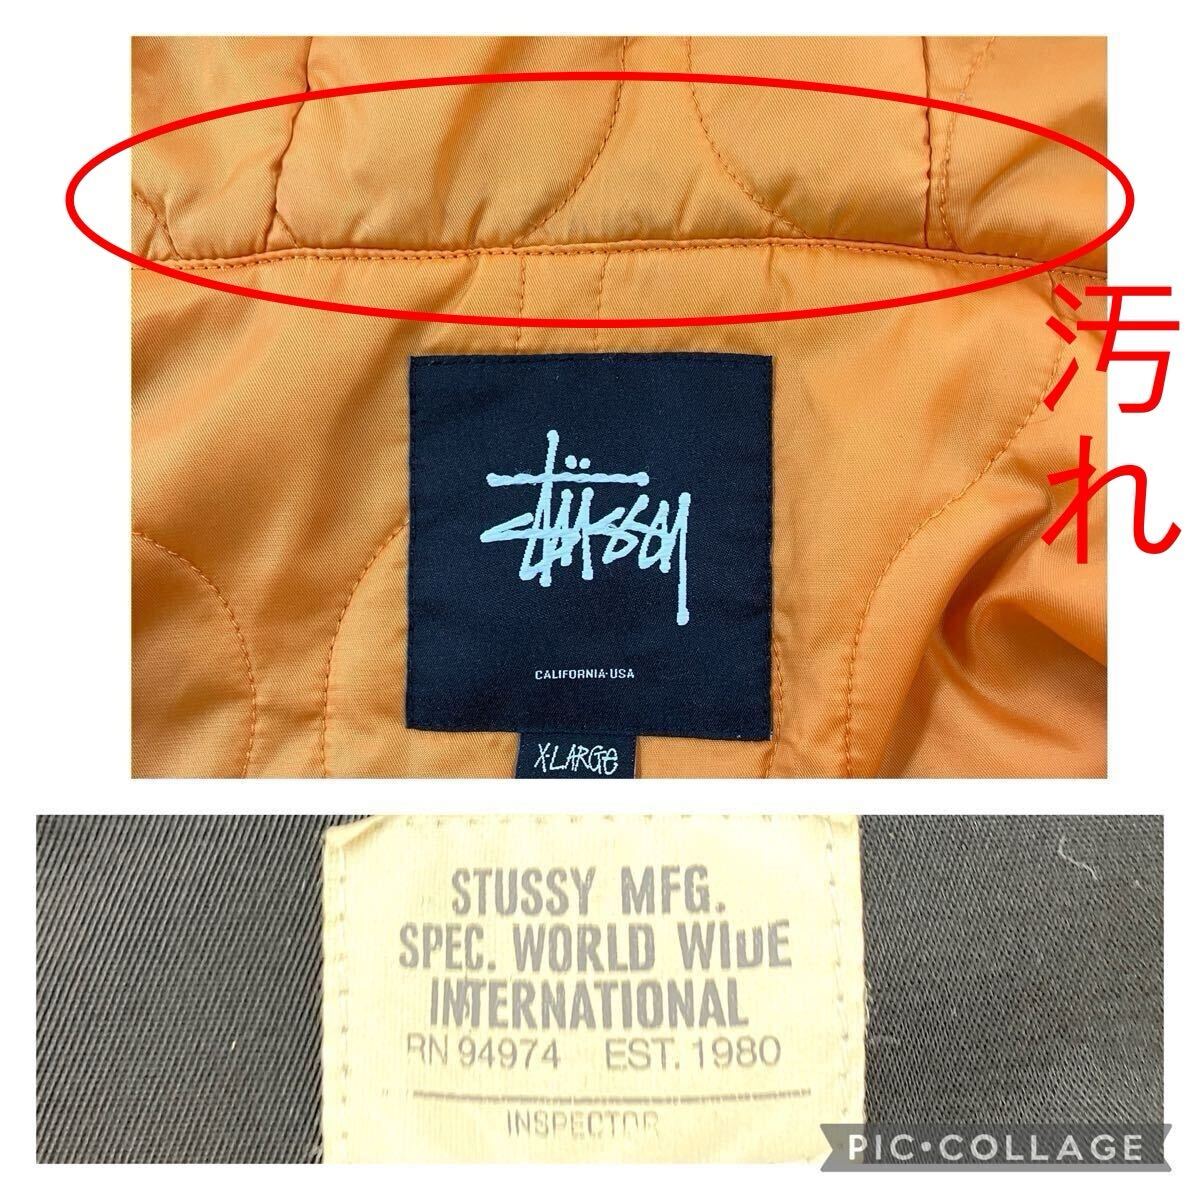 汚れ
STÜSSY
CALIFORNIA·USA
X-LARGE
STUSSY MFG.
SPEC. WORLD WIDE
INTERNATIONAL
RN 94974 EST. 1980
INSPECTOR
PIC•COLLAGE